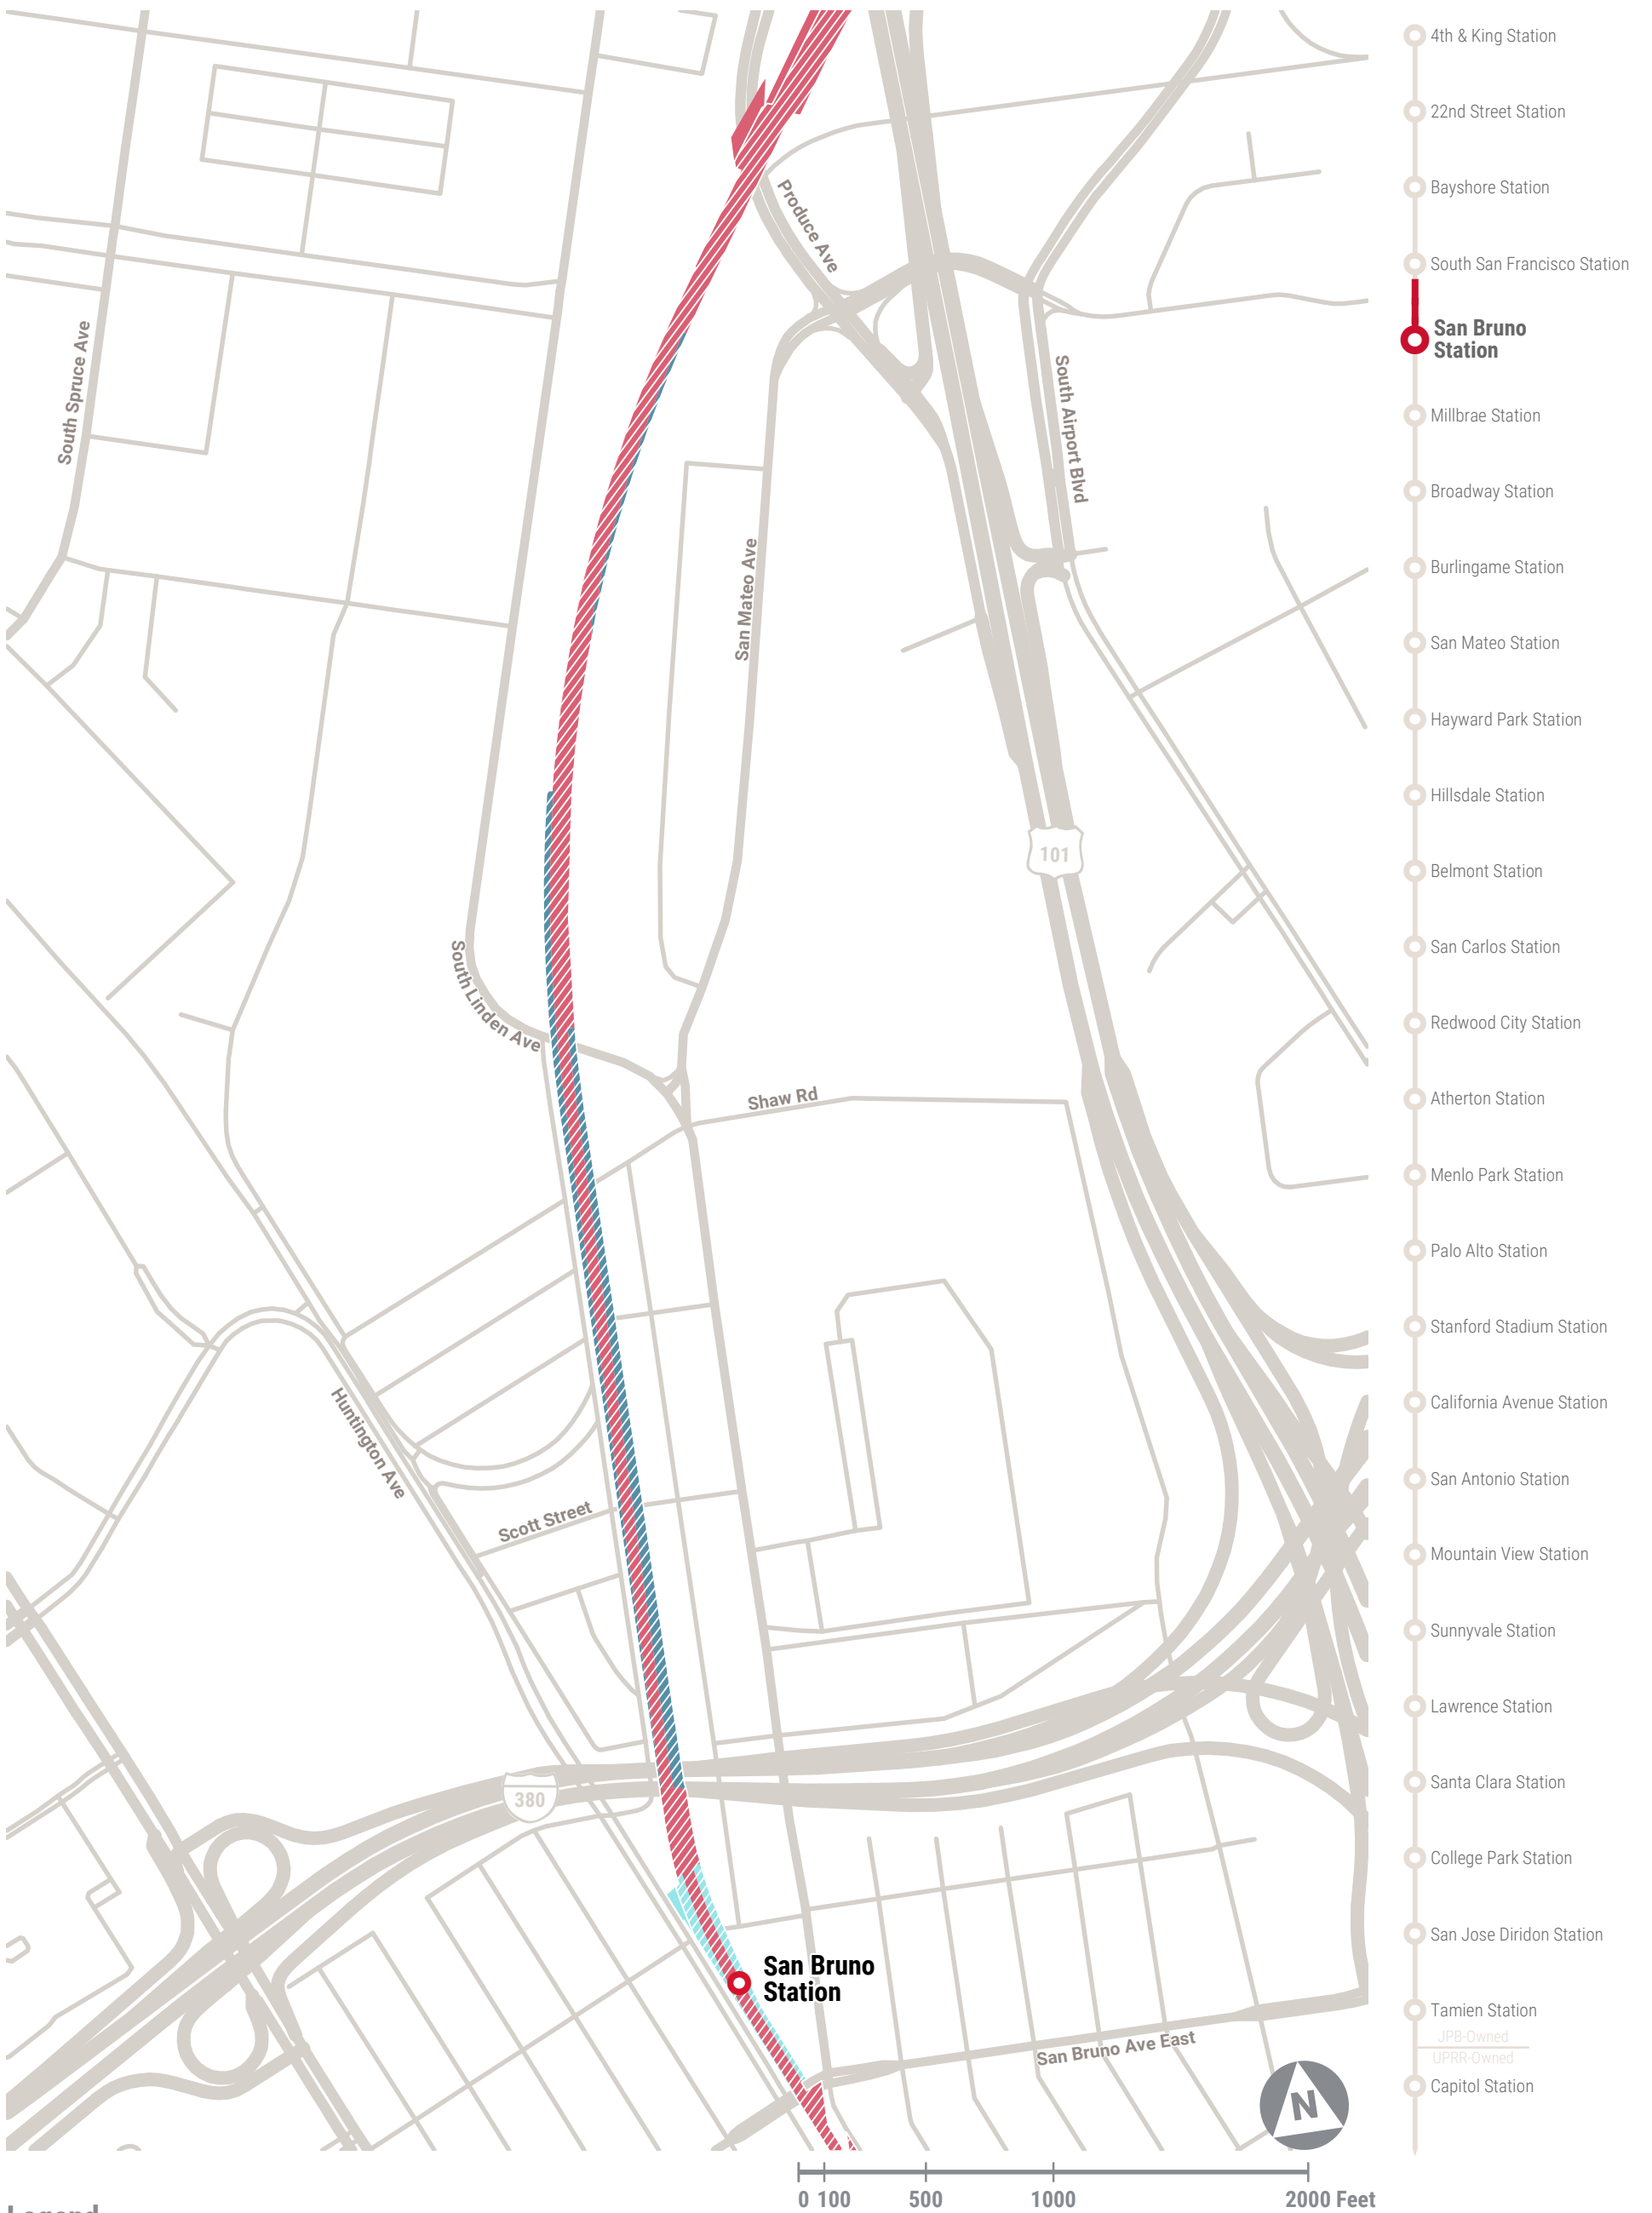 4th & King Station
22nd Street Station
Bayshore Station
South San Francisco Station
San Bruno
Station
Millbrae Station
Broadway Station
Burlingame Station
San Mateo Station
Hayward Park Station
Hillsdale Station
Belmont Station
San Carlos Station
Redwood City Station
Atherton Station
Menlo Park Station
Palo Alto Station
Stanford Stadium Station
California Avenue Station
San Antonio Station
Mountain View Station
Sunnyvale Station
Lawrence Station
Santa Clara Station
College Park Station
San Jose Diridon Station
Tamien Station
JPB-Owned
UPRR-Owned
Capitol Station
Produce Ave
South Spruce Ave
South Airport Blvd
San Mateo Ave
101
South Linden Ave
Shaw Rd
Huntington Ave
Scott Street
380
San Bruno
Station
San Bruno Ave East
N
0 100 500 1000 2000 Feet
Legend